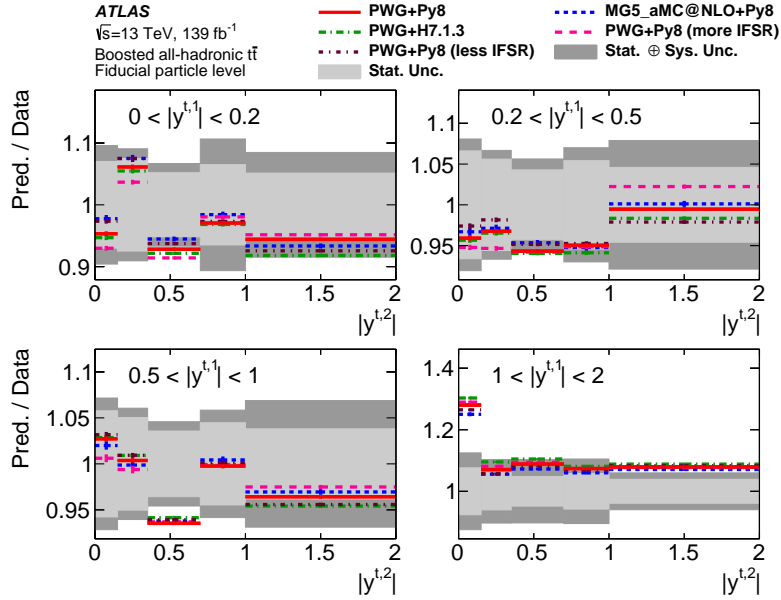 ATLAS
√s=13 TeV, 139 fb⁻¹
Boosted all-hadronic tt̄
Fiducial particle level
PWG+Py8
MG5_aMC@NLO+Py8
PWG+H7.1.3
PWG+Py8 (more IFSR)
PWG+Py8 (less IFSR)
Stat. ⊕ Sys. Unc.
Stat. Unc.
Pred. / Data
0 < |y^{t,1}| < 0.2
1.1
1
0.9
0 0.5 1 1.5 2
|y^{t,2}|
0.2 < |y^{t,1}| < 0.5
1.1
1.05
1
0.95
0 0.5 1 1.5 2
|y^{t,2}|
Pred. / Data
0.5 < |y^{t,1}| < 1
1.1
1.05
1
0.95
0 0.5 1 1.5 2
|y^{t,2}|
1 < |y^{t,1}| < 2
1.4
1.2
1
0 0.5 1 1.5 2
|y^{t,2}|